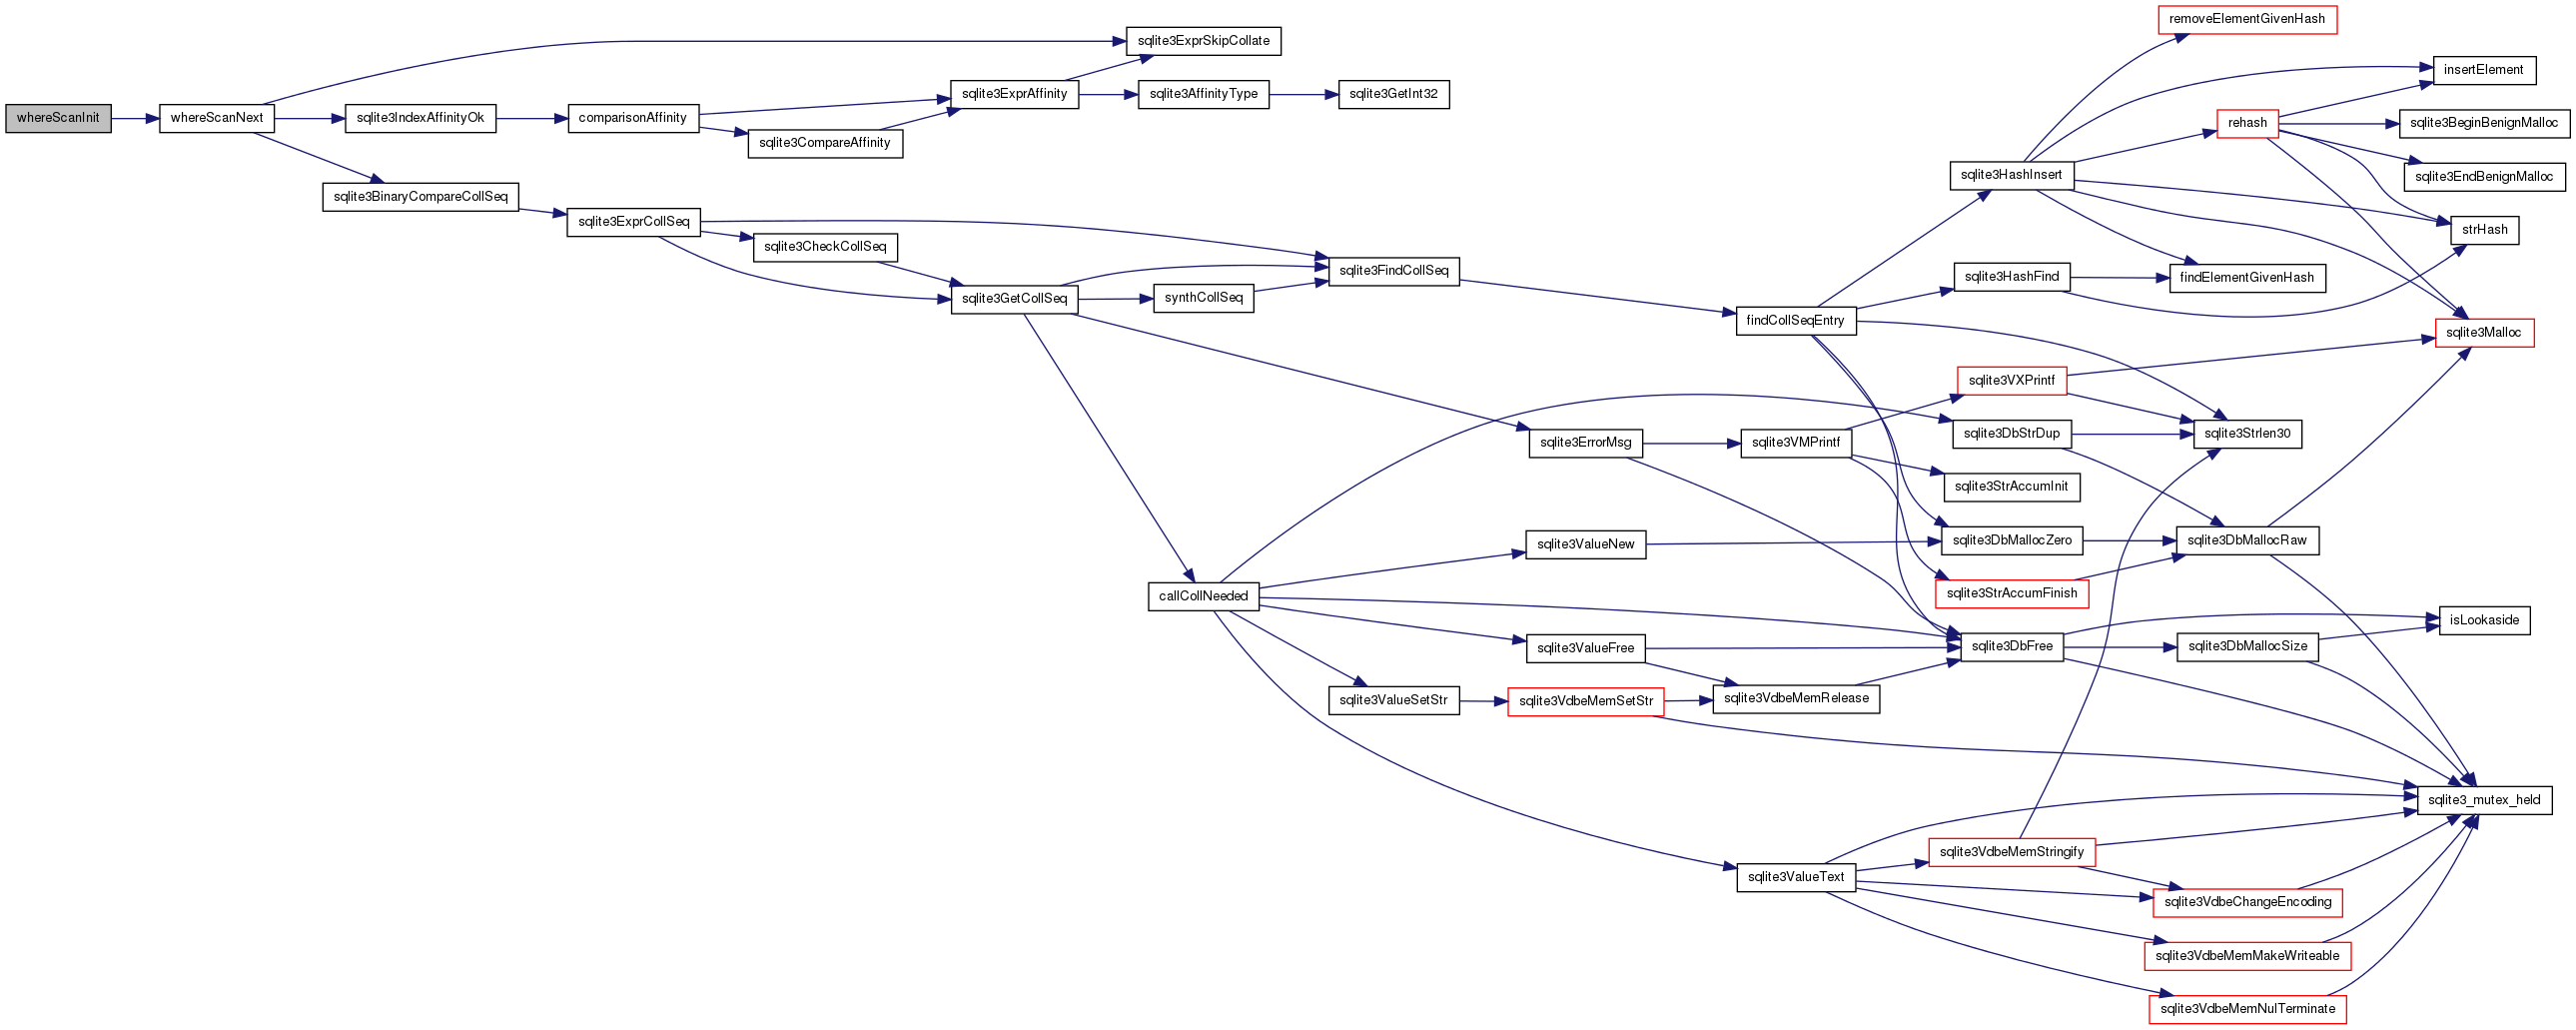 removeElementGivenHash
sqlite3ExprSkipCollate
insertElement
sqlite3ExprAffinity
sqlite3AffinityType
sqlite3GetInt32
whereScanInit
whereScanNext
sqlite3IndexAffinityOk
comparisonAffinity
rehash
sqlite3BeginBenignMalloc
sqlite3CompareAffinity
sqlite3HashInsert
sqlite3EndBenignMalloc
sqlite3BinaryCompareCollSeq
sqlite3ExprCollSeq
strHash
sqlite3CheckCollSeq
sqlite3FindCollSeq
sqlite3HashFind
findElementGivenHash
sqlite3GetCollSeq
synthCollSeq
findCollSeqEntry
sqlite3Malloc
sqlite3VXPrintf
sqlite3ErrorMsg
sqlite3VMPrintf
sqlite3DbStrDup
sqlite3Strlen30
sqlite3StrAccumInit
sqlite3ValueNew
sqlite3DbMallocZero
sqlite3DbMallocRaw
callCollNeeded
sqlite3StrAccumFinish
isLookaside
sqlite3ValueFree
sqlite3DbFree
sqlite3DbMallocSize
sqlite3ValueSetStr
sqlite3VdbeMemSetStr
sqlite3VdbeMemRelease
sqlite3_mutex_held
sqlite3VdbeMemStringify
sqlite3ValueText
sqlite3VdbeChangeEncoding
sqlite3VdbeMemMakeWriteable
sqlite3VdbeMemNulTerminate